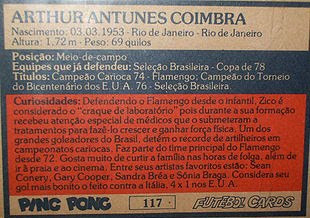 ARTHUR ANTUNES COIMBRA
Nascimento: 03.03.1953 - Rio de Janeiro - Rio de Janeiro
Altura: 1,72 m - Peso: 69 quilos
Posição: Meio-de-campo
Equipes que já defendeu: Seleção Brasileira - Copa de 78
Títulos: Campeão Carioca 74 - Flamengo: Campeão do Torneio
do Bicentenário dos E.U.A. 76 - Seleção Brasileira
Curiosidades: Defendendo o Flamengo desde o infantil, Zico é
considerado o "craque de laboratório" pois durante a sua formação
recebeu atenção especial de médicos que o submeteram a
tratamentos para fazê-lo crescer e ganhar força física. Um dos
grandes goleadores do Brasil, detém o recorde de artilheiros em
campeonatos cariocas. Faz parte do time principal do Flamengo
desde 72. Gosta muito de curtir a família nas horas de folga, além de
ir à praia e ao cinema. Entre seus artistas favoritos estão: Sean
Conery, Gary Cooper, Sandra Bréa e Sônia Braga. Considera seu
gol mais bonito o feito contra a Itália, 4 x 1 nos E.U.A.
PING PONG 117 FUTEBOL CARDS